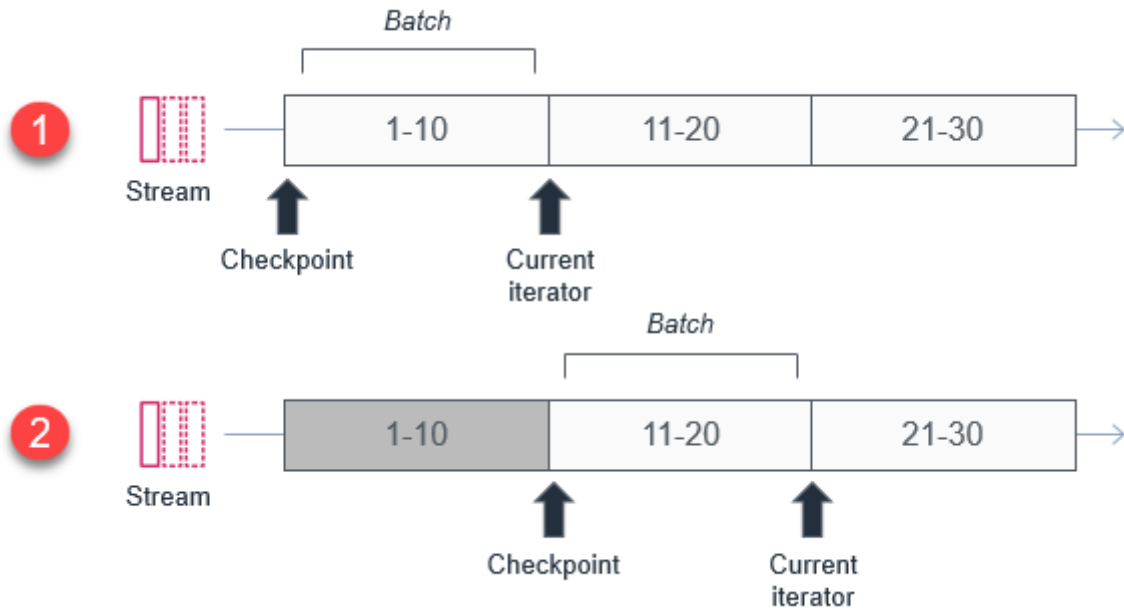 Batch
1
1-10
11-20
21-30
Stream
Checkpoint
Current
iterator
Batch
2
1-10
11-20
21-30
Stream
Checkpoint
Current
iterator